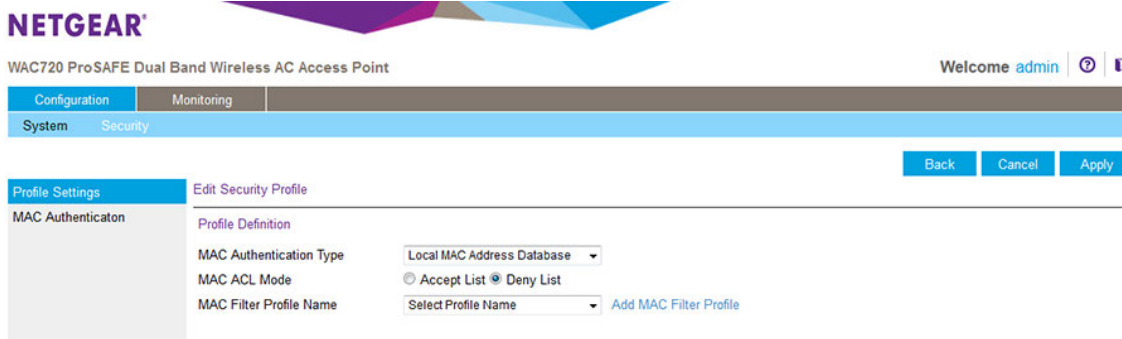 NETGEAR®
WAC720 ProSAFE Dual Band Wireless AC Access Point
Welcome admin
Configuration Monitoring
System Security
Back Cancel Apply
Profile Settings
MAC Authenticaton
Edit Security Profile
Profile Definition
MAC Authentication Type Local MAC Address Database
MAC ACL Mode Accept List Deny List
MAC Filter Profile Name Select Profile Name Add MAC Filter Profile